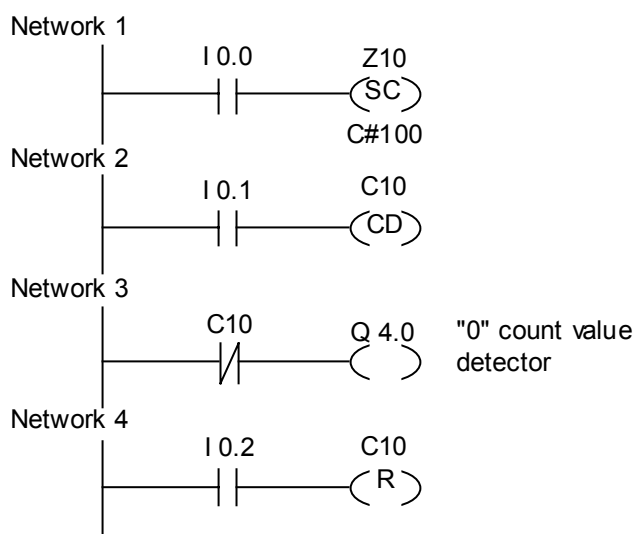 Network 1
I 0.0
Z10
SC
C#100
Network 2
I 0.1
C10
CD
Network 3
C10
Q 4.0
"0" count value
detector
Network 4
I 0.2
C10
R